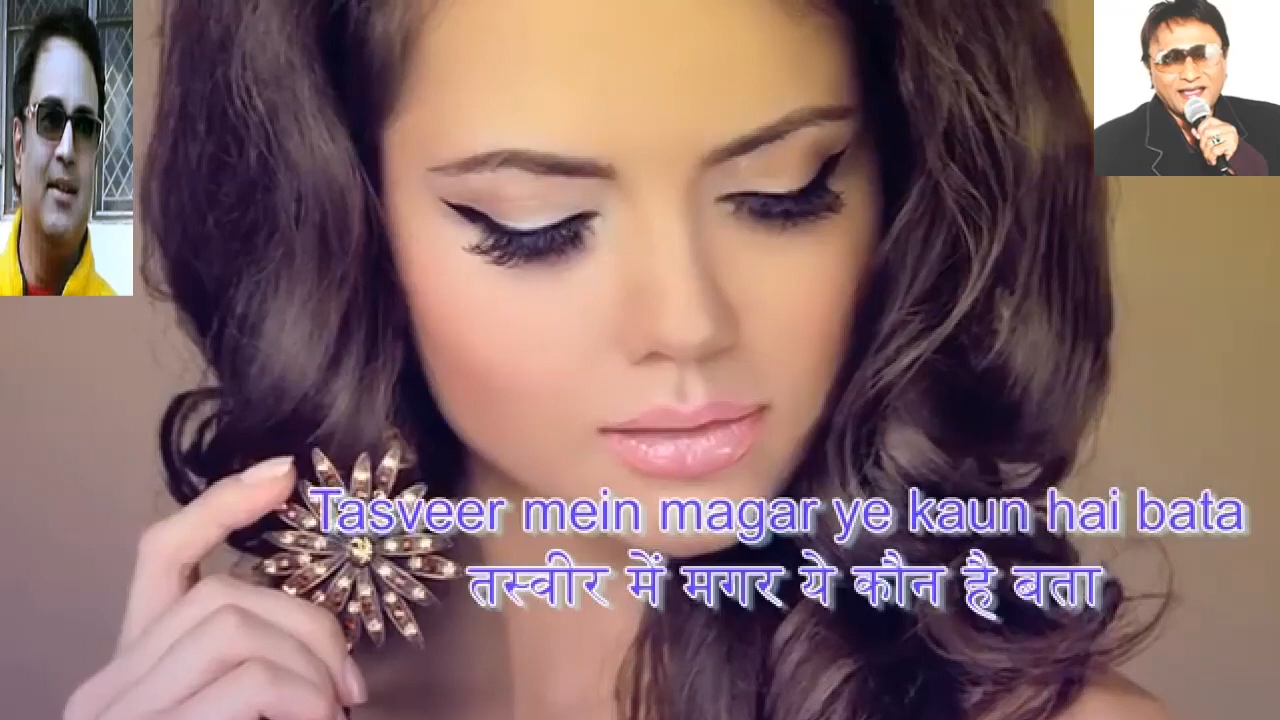 Tasveer mein magar ye kaun hai bata
तस्वीर में मगर ये कौन है बता